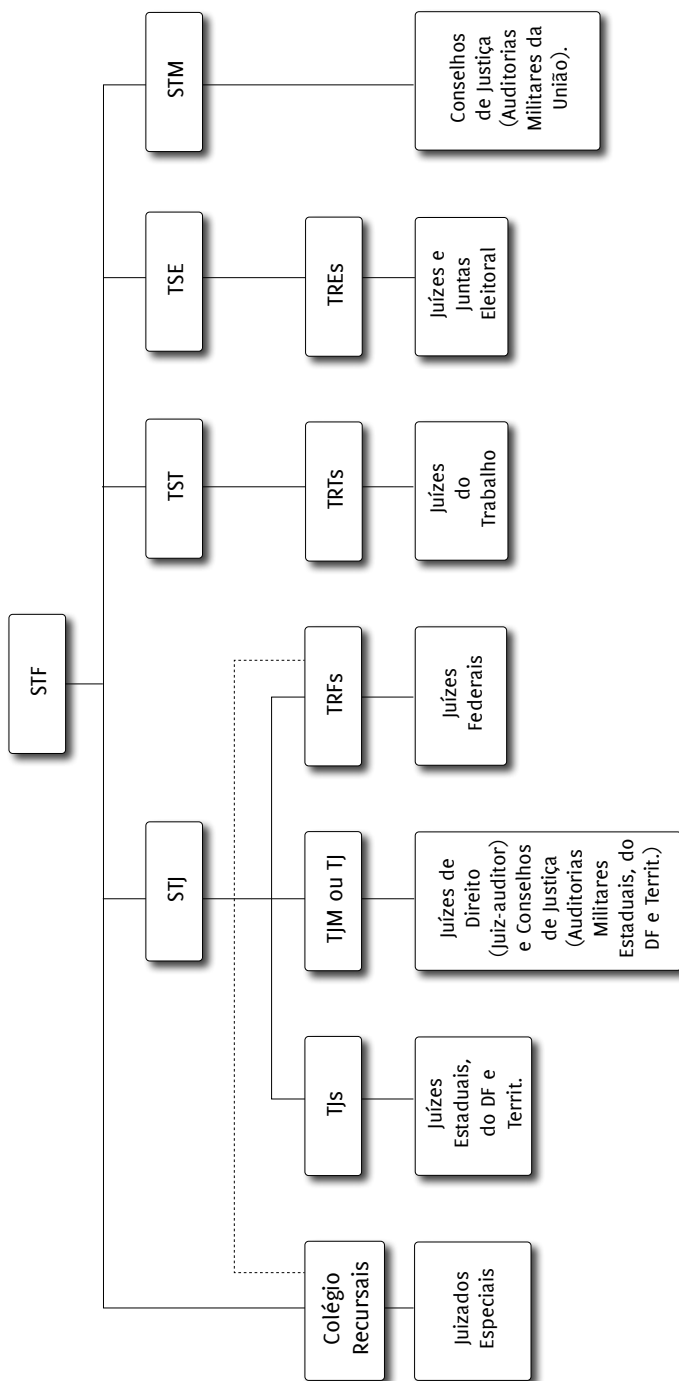 STF
STJ
TST
TSE
STM
Colégio
Recursais
TJs
TJM ou TJ
TRFs
TRTs
TREs
Juizados
Especiais
Juízes
Estaduais,
do DF e
Territ.
Juízes de
Direito
(Juiz-auditor)
e Conselhos
de Justiça
(Auditorias
Militares
Estaduais, do
DF e Territ.)
Juízes
Federais
Juízes
do
Trabalho
Juízes e
Juntas
Eleitoral
Conselhos
de Justiça
(Auditorias
Militares da
União).